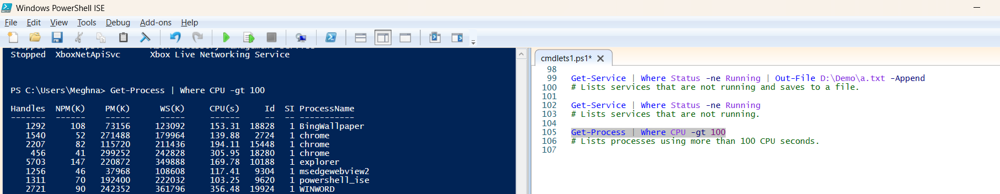 Windows PowerShell ISE
File Edit View Tools Debug Add-ons Help
Stopped XboxNetApiSvc Xbox Live Networking Service
PS C:\Users\Meghna> Get-Process | Where CPU -gt 100
Handles NPM(K) PM(K) WS(K) CPU(s) Id SI ProcessName
------- ------ ----- ----- ------ -- -- -----------
1292 108 73156 123092 153.31 18828 1 BingWallpaper
1540 52 271488 179964 139.88 2724 1 chrome
2207 82 115720 211436 194.11 15448 1 chrome
456 41 299252 242828 305.95 18280 1 chrome
5703 147 220872 349888 169.78 10188 1 explorer
1256 46 37968 108608 117.41 9304 1 msedgewebview2
1311 70 192400 222032 103.25 9620 1 powershell_ise
2721 90 242352 361796 356.48 19924 1 WINWORD
cmdlets1.ps1*
98
99 Get-Service | Where Status -ne Running | Out-File D:\Demo\a.txt -Append
100 # Lists services that are not running and saves to a file.
101
102 Get-Service | Where Status -ne Running
103 # Lists services that are not running.
104
105 Get-Process | Where CPU -gt 100
106 # Lists processes using more than 100 CPU seconds.
107